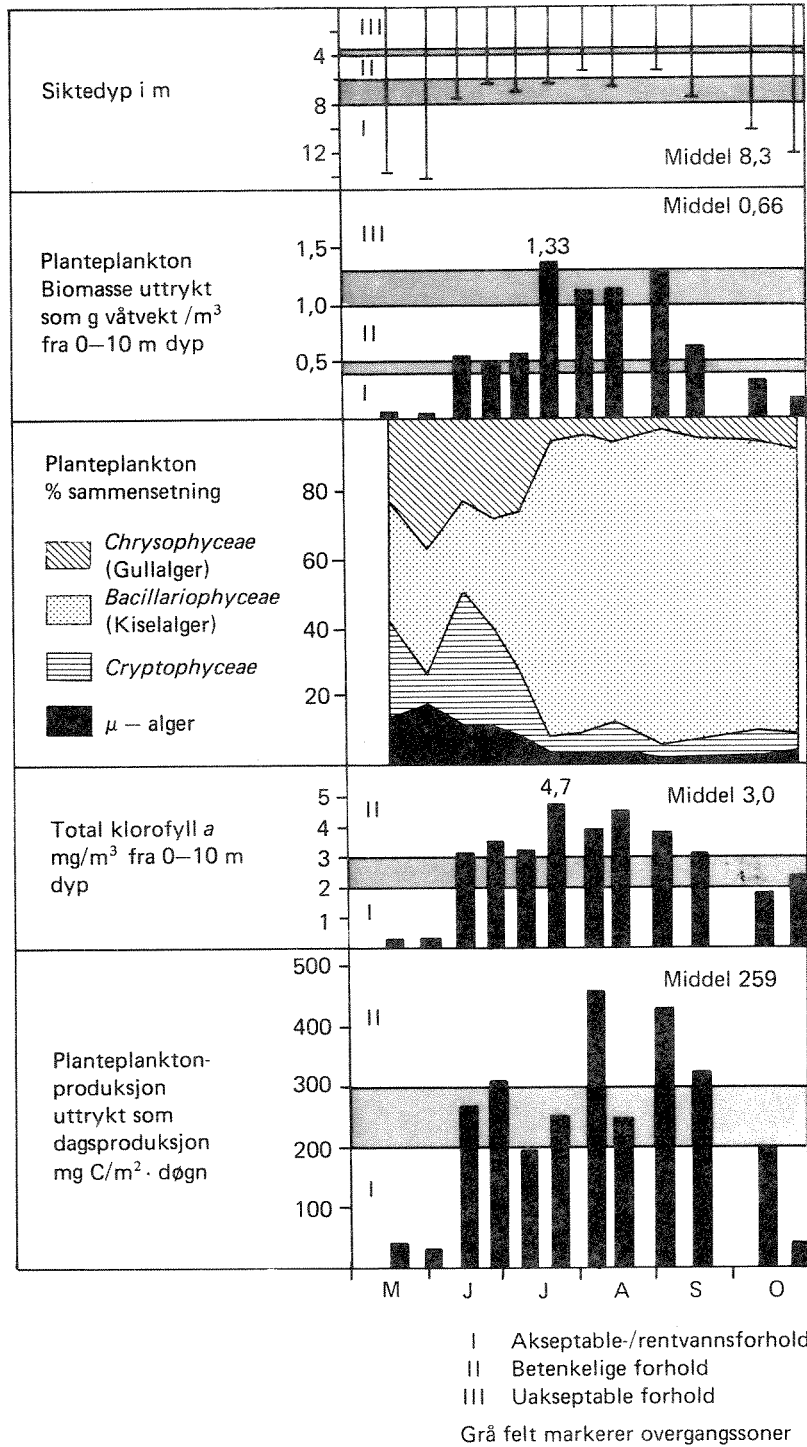 III
4
II
Siktedyp i m
8
I
12
Middel 8,3
Middel 0,66
III
1,5
1,33
Planteplankton
Biomasse uttrykt
som g våtvekt /m³
fra 0–10 m dyp
1,0
II
0,5
I
Planteplankton
% sammensetning
80
Chrysophyceae
(Gullalger)
60
Bacillariophyceae
(Kiselalger)
40
Cryptophyceae
20
μ – alger
4,7
5
II
Middel 3,0
Total klorofyll a
mg/m³ fra 0–10 m
dyp
4
3
2
I
1
500
Middel 259
II
400
Planteplankton-
produksjon
uttrykt som
dagsproduksjon
mg C/m² · døgn
300
200
I
100
M J J A S O
I Akseptable-/rentvannsforhold
II Betenkelige forhold
III Uakseptable forhold
Grå felt markerer overgangssoner